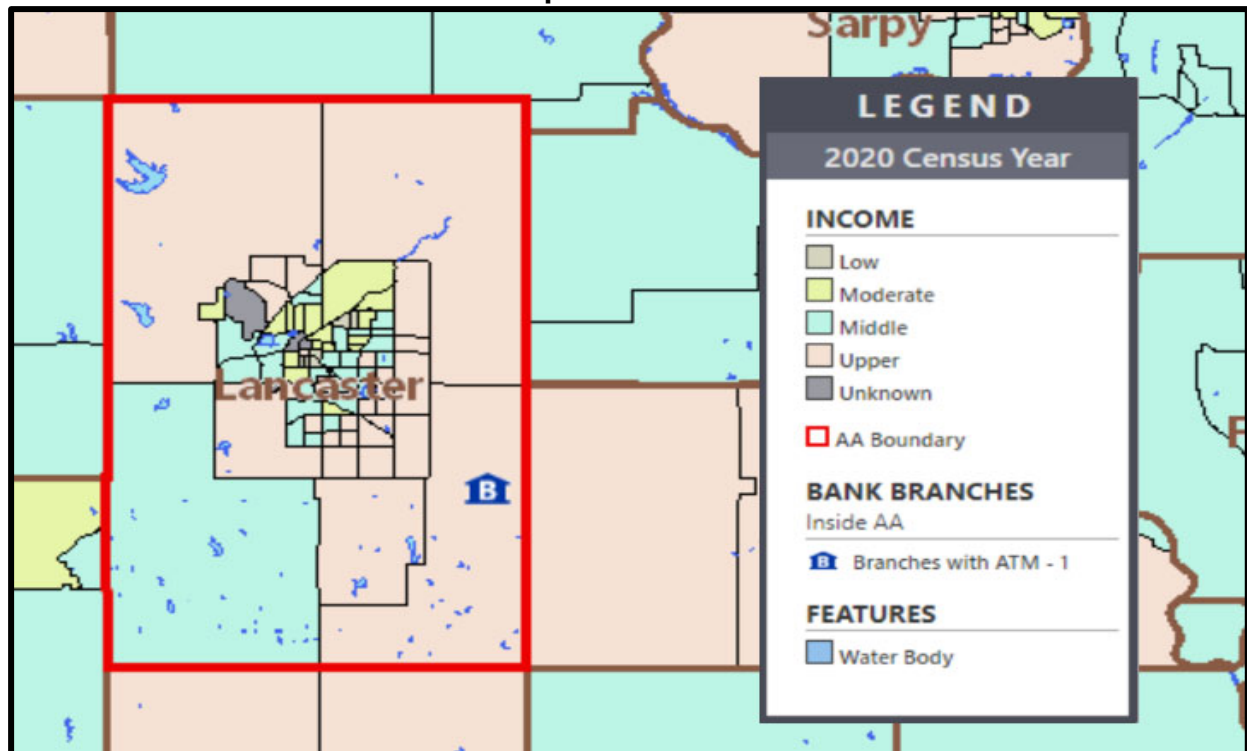 Sarpy
Lancaster
B
LEGEND
2020 Census Year
INCOME
Low
Moderate
Middle
Upper
Unknown
AA Boundary
BANK BRANCHES
Inside AA
B Branches with ATM - 1
FEATURES
Water Body